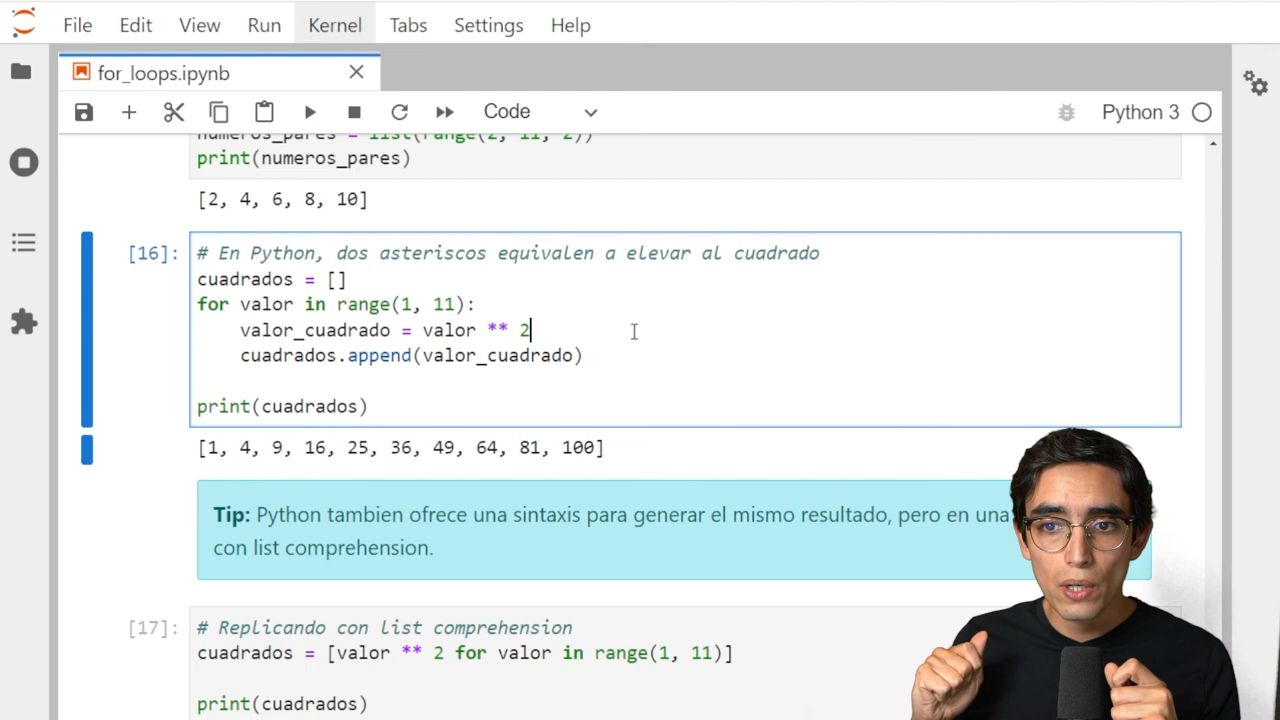 File Edit View Run Kernel Tabs Settings Help
for_loops.ipynb
Code
Python 3
numeros_pares = list(range(2, 11, 2))
print(numeros_pares)
[2, 4, 6, 8, 10]
[16]:
# En Python, dos asteriscos equivalen a elevar al cuadrado
cuadrados = []
for valor in range(1, 11):
    valor_cuadrado = valor ** 2
    cuadrados.append(valor_cuadrado)
print(cuadrados)
[1, 4, 9, 16, 25, 36, 49, 64, 81, 100]
Tip: Python tambien ofrece una sintaxis para generar el mismo resultado, pero en una
con list comprehension.
[17]:
# Replicando con list comprehension
cuadrados = [valor ** 2 for valor in range(1, 11)]
print(cuadrados)